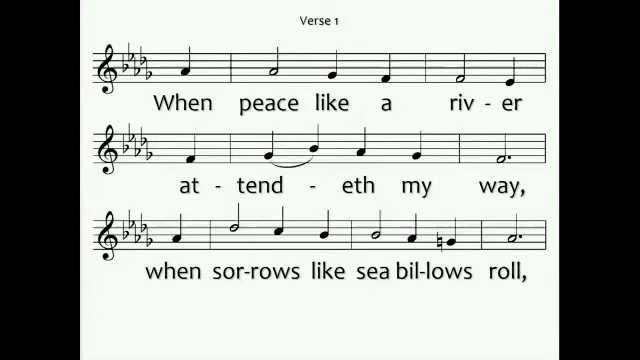 Verse 1
When peace like a riv - er
at - tend - eth my way,
when sor-rows like sea bil-lows roll,